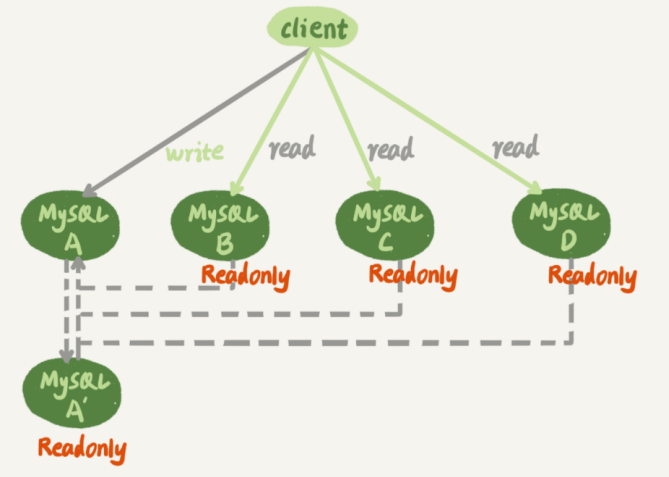 client
write
read
read
read
MySQL
A
MySQL
B
MySQL
C
MySQL
D
Readonly
Readonly
Readonly
MySQL
A'
Readonly